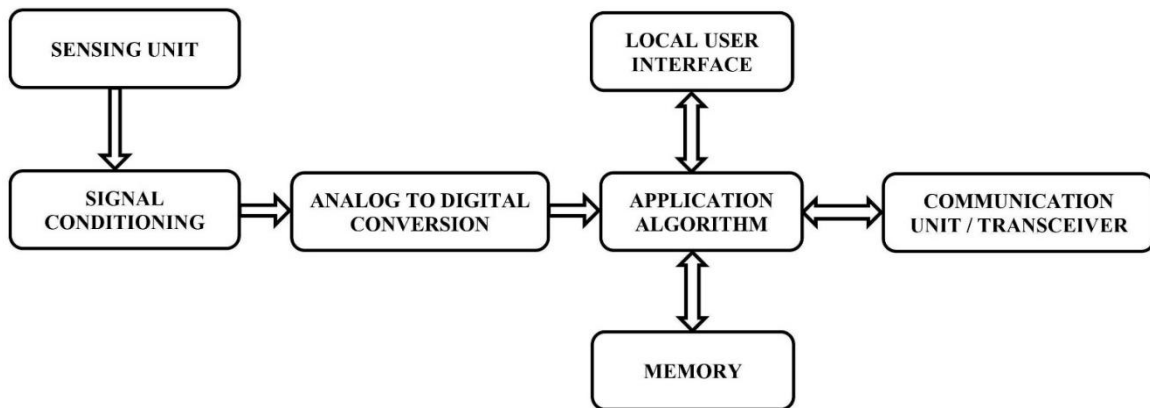 SENSING UNIT
LOCAL USER
INTERFACE
SIGNAL
CONDITIONING
ANALOG TO DIGITAL
CONVERSION
APPLICATION
ALGORITHM
COMMUNICATION
UNIT / TRANSCEIVER
MEMORY